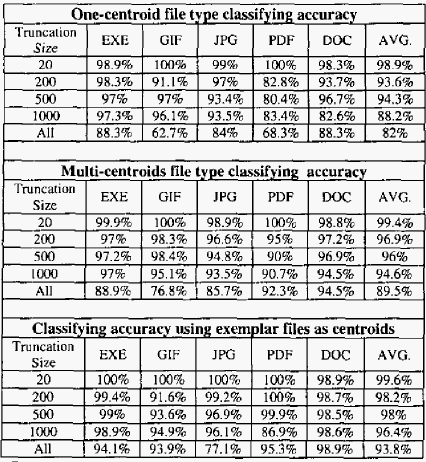 One-centroid file type classifying accuracy
Truncation Size EXE GIF JPG PDF DOC AVG.
20 98.9% 100% 99% 100% 98.3% 98.9%
200 98.3% 91.1% 97% 82.8% 93.7% 93.6%
500 97% 97% 93.4% 80.4% 96.7% 94.3%
1000 97.3% 96.1% 93.5% 83.4% 82.6% 88.2%
All 88.3% 62.7% 84% 68.3% 88.3% 82%
Multi-centroids file type classifying accuracy
Truncation Size EXE GIF JPG PDF DOC AVG.
20 99.9% 100% 98.9% 100% 98.8% 99.4%
200 97% 98.3% 96.6% 95% 97.2% 96.9%
500 97.2% 98.4% 94.8% 90% 96.9% 96%
1000 97% 95.1% 93.5% 90.7% 94.5% 94.6%
All 88.9% 76.8% 85.7% 92.3% 94.5% 89.5%
Classifying accuracy using exemplar files as centroids
Truncation Size EXE GIF JPG PDF DOC AVG.
20 100% 100% 100% 100% 98.9% 99.6%
200 99.4% 91.6% 99.2% 100% 98.7% 98.2%
500 99% 93.6% 96.9% 99.9% 98.5% 98%
1000 98.9% 94.9% 96.1% 86.9% 98.6% 96.4%
All 94.1% 93.9% 77.1% 95.3% 98.9% 93.8%